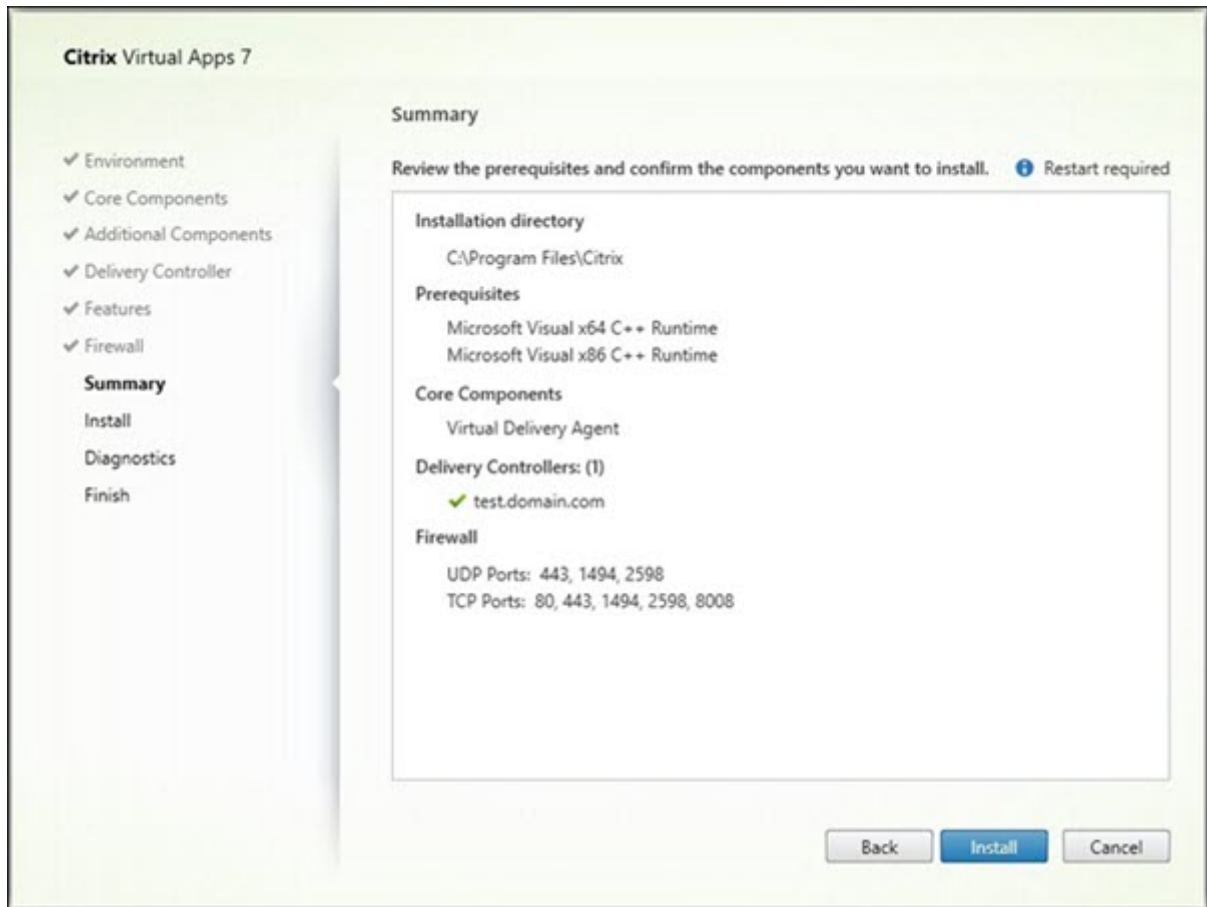 Citrix Virtual Apps 7
Environment
Core Components
Additional Components
Delivery Controller
Features
Firewall
Summary
Install
Diagnostics
Finish
Summary
Review the prerequisites and confirm the components you want to install.
Restart required
Installation directory
C:\Program Files\Citrix
Prerequisites
Microsoft Visual x64 C++ Runtime
Microsoft Visual x86 C++ Runtime
Core Components
Virtual Delivery Agent
Delivery Controllers: (1)
test.domain.com
Firewall
UDP Ports: 443, 1494, 2598
TCP Ports: 80, 443, 1494, 2598, 8008
Back
Install
Cancel